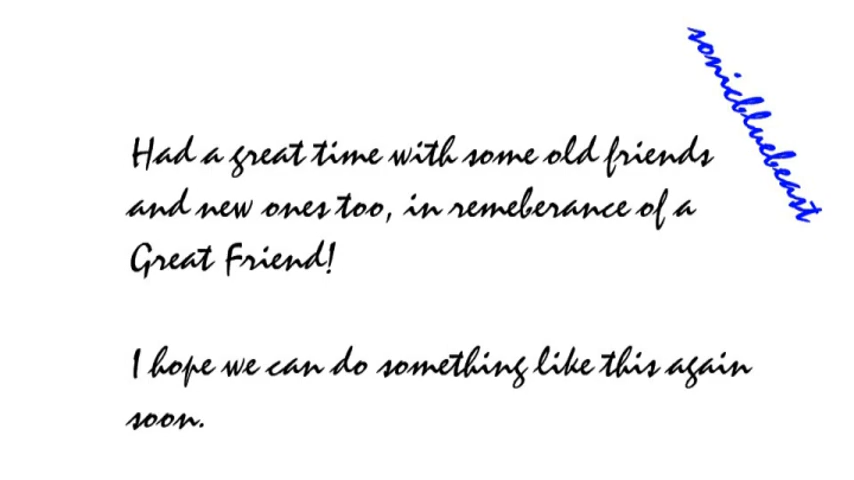 sonicbluebeast
Had a great time with some old friends
and new ones too, in remeberance of a
Great Friend!
I hope we can do something like this again
soon.